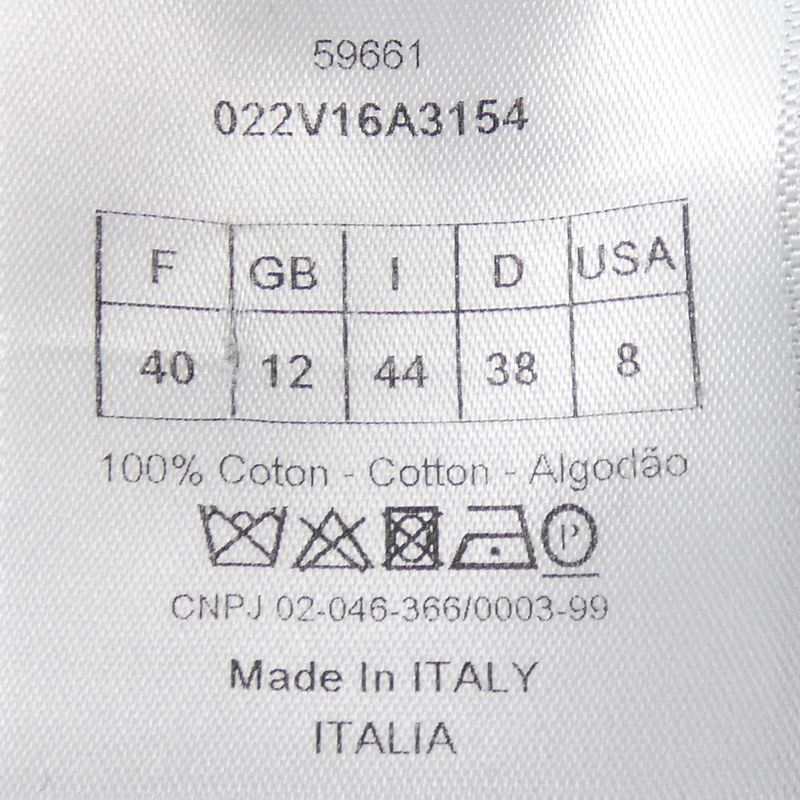 59661
022V16A3154
F GB I D USA
40 12 44 38 8
100% Coton - Cotton - Algodão
P
CNPJ 02-046-366/0003-99
Made In ITALY
ITALIA